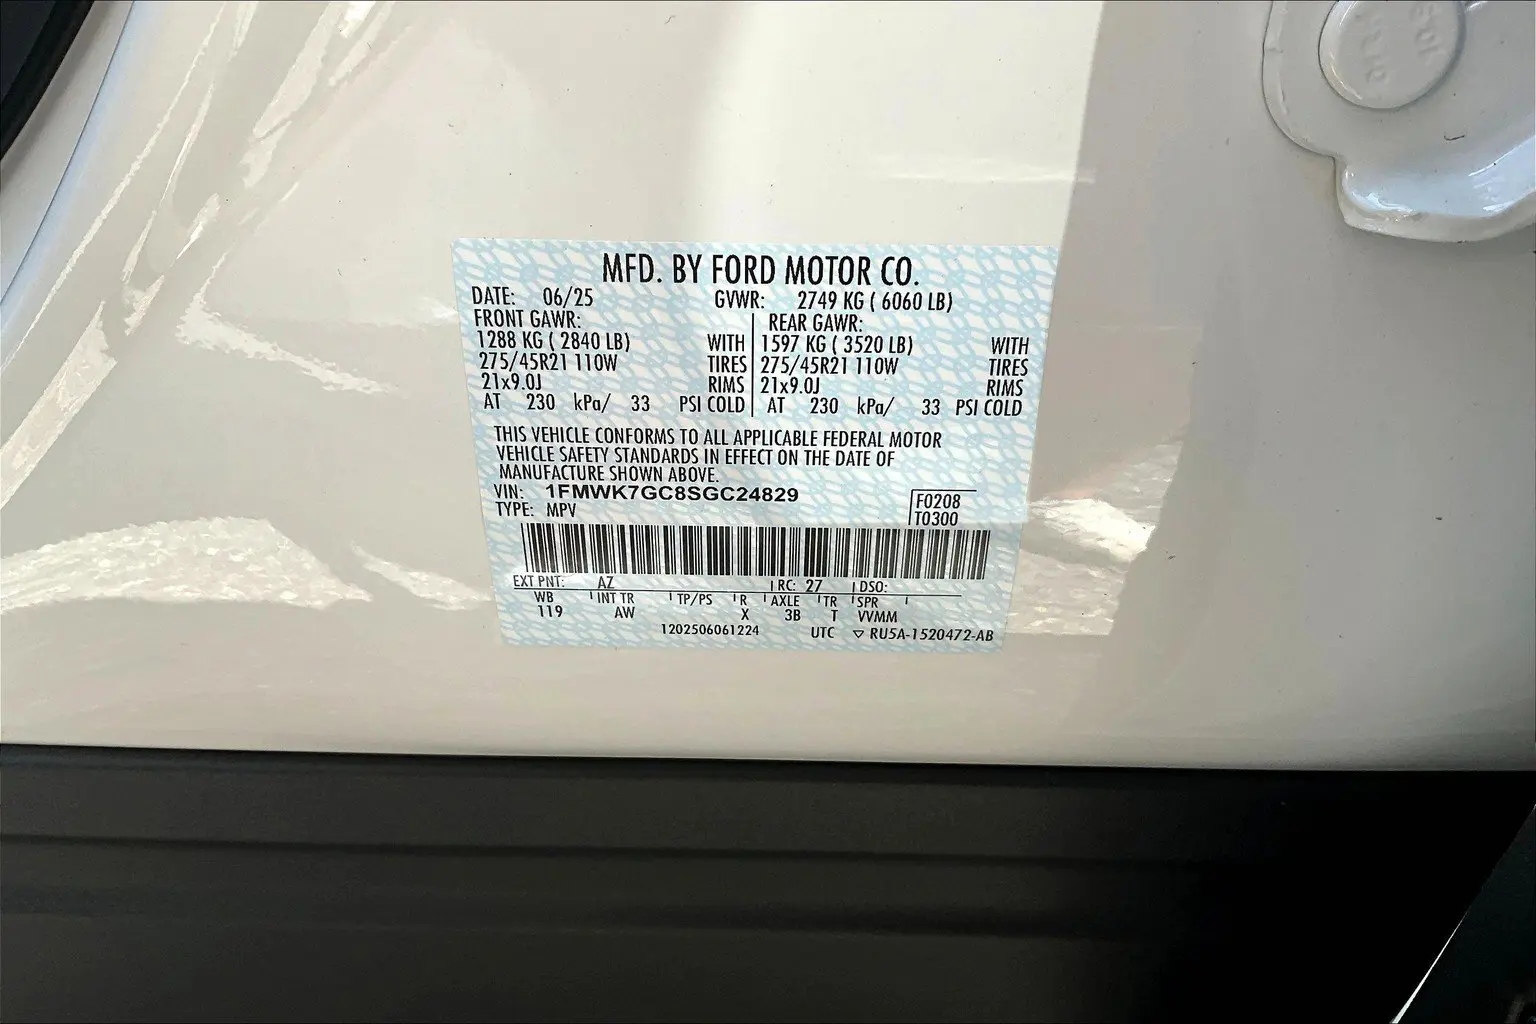 MFD. BY FORD MOTOR CO.
DATE: 06/25 GVWR: 2749 KG ( 6060 LB)
FRONT GAWR: REAR GAWR:
1288 KG ( 2840 LB) WITH 1597 KG ( 3520 LB) WITH
275/45R21 110W TIRES 275/45R21 110W TIRES
21x9.0J RIMS 21x9.0J RIMS
AT 230 kPa/ 33 PSI COLD AT 230 kPa/ 33 PSI COLD
THIS VEHICLE CONFORMS TO ALL APPLICABLE FEDERAL MOTOR
VEHICLE SAFETY STANDARDS IN EFFECT ON THE DATE OF
MANUFACTURE SHOWN ABOVE.
VIN: 1FMWK7GC8SGC24829 F0208
TYPE: MPV T0300
EXT PNT: AZ RC: 27 DSO:
WB INT TR TP/PS R AXLE TR SPR
119 AW X 3B T VVMM
1202506061224 UTC ▽ RU5A-1520472-AB